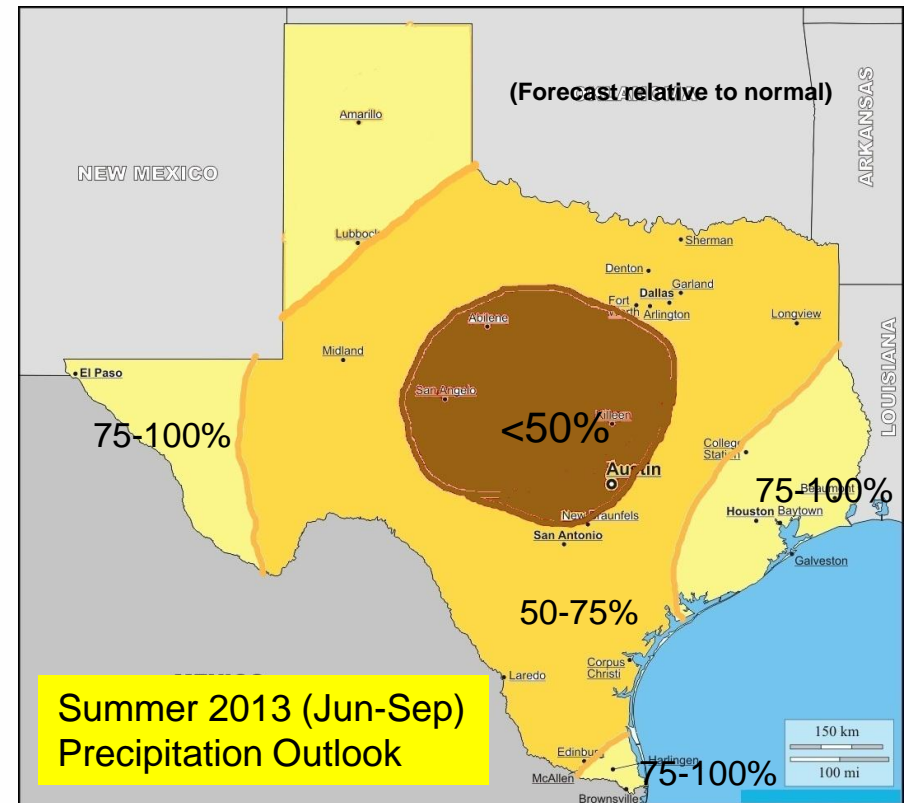 (Forecast relative to normal)
ARKANSAS
Amarillo
NEW MEXICO
Lubbock
Sherman
Denton
Garland
Dallas
Fort
Arlington
Longview
Abilene
LOUISIANA
Midland
El Paso
San Angelo
75-100%
<50%
Killeen
College
Station
Austin
75-100%
Beaumont
Houston
Baytown
New Braunfels
San Antonio
Galveston
50-75%
Corpus
Christi
Laredo
Summer 2013 (Jun-Sep)
Precipitation Outlook
150 km
100 mi
Edinburg
Harlingen
75-100%
McAllen
Brownsville